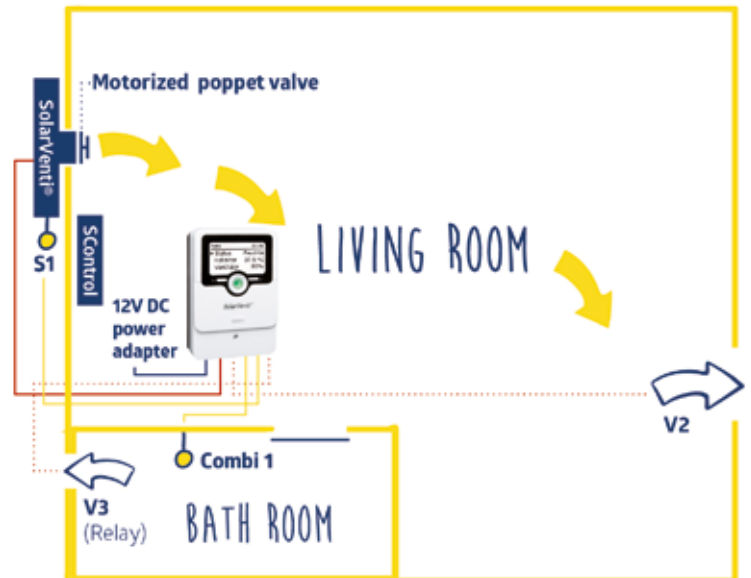 Motorized poppet valve
SolarVenti®
S1
SControl
LIVING ROOM
12V DC
power
adapter
V2
Combi 1
V3
(Relay)
BATH ROOM